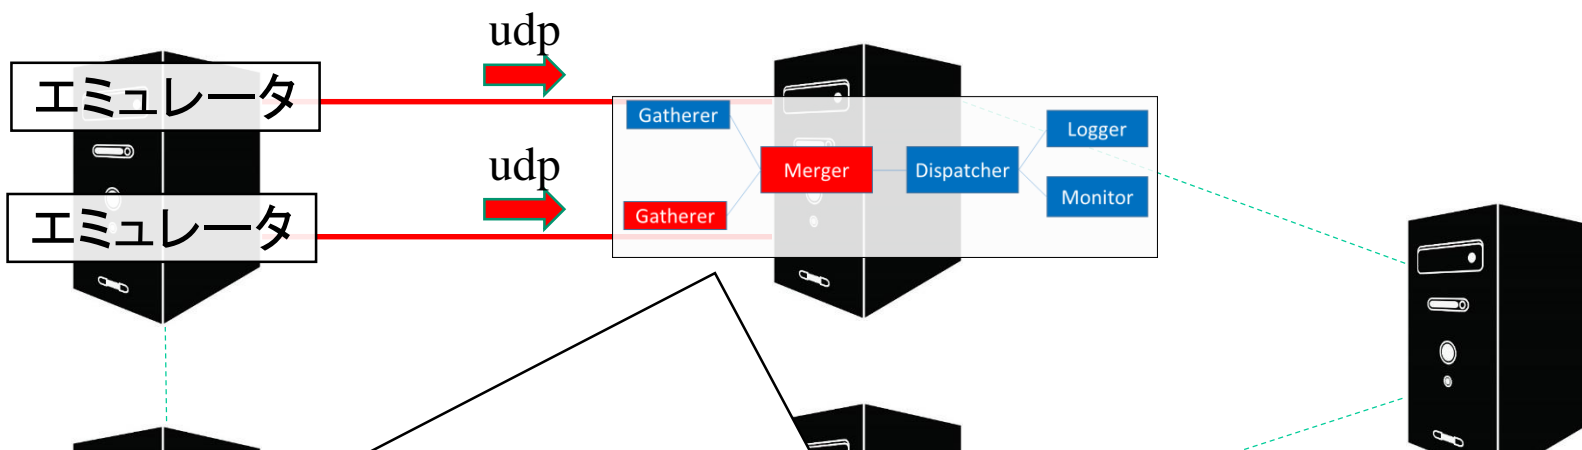 udp
エミュレータ
Gatherer
Logger
Merger
Dispatcher
udp
Monitor
エミュレータ
Gatherer